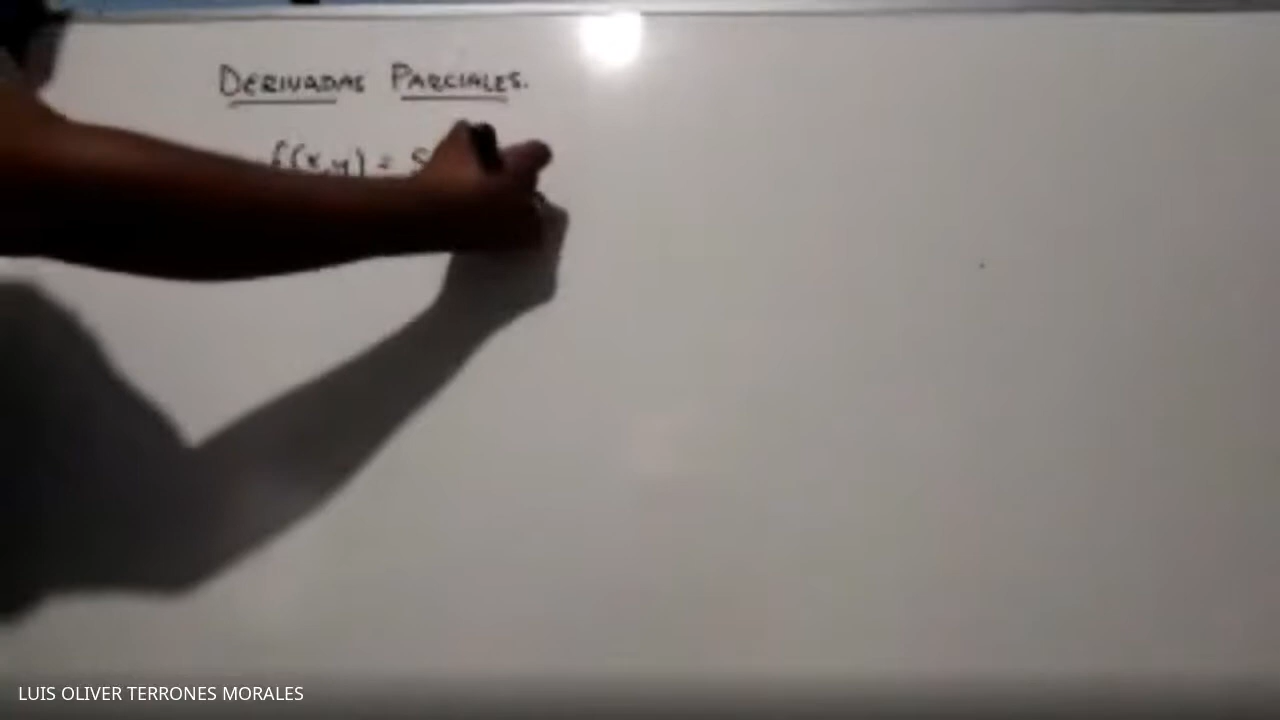 DERIVADAS PARCIALES.
f(x,y) = S
LUIS OLIVER TERRONES MORALES